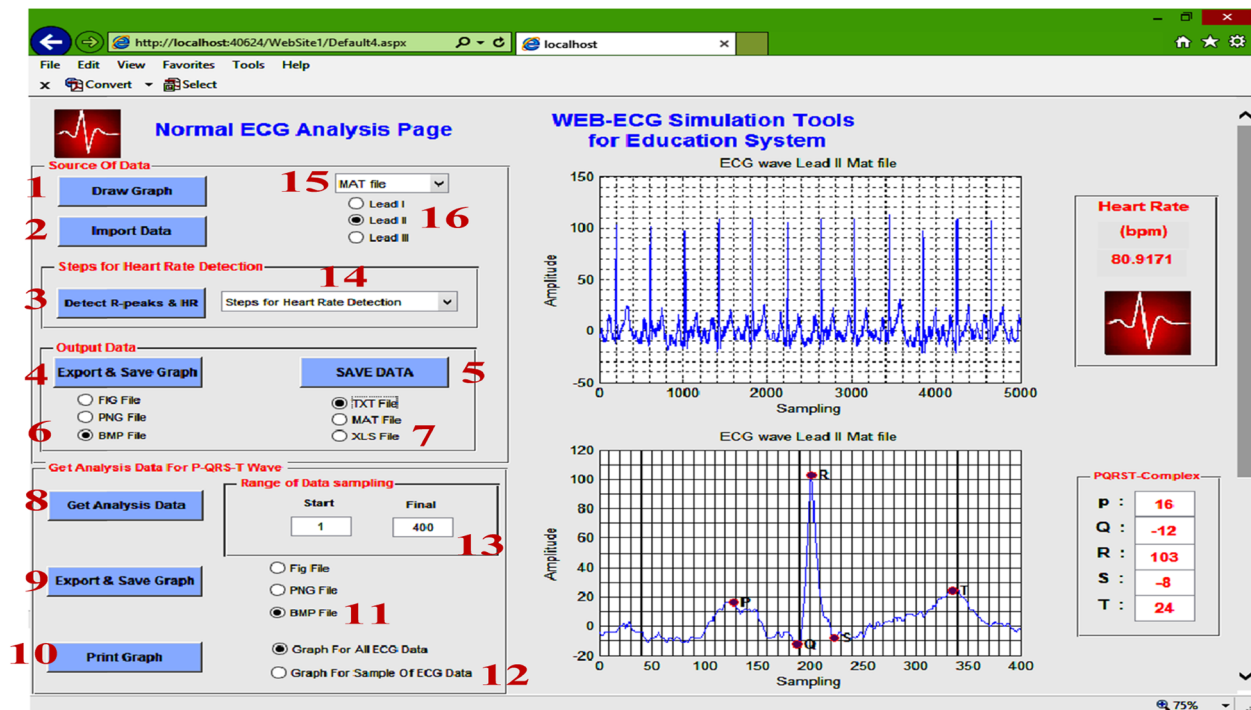 http://localhost:40624/WebSite1/Default4.aspx
localhost
File Edit View Favorites Tools Help
x Convert Select
Normal ECG Analysis Page
WEB-ECG Simulation Tools
for Education System
Source Of Data
1 Draw Graph
2 Import Data
15 MAT file
Lead I
Lead II
Lead III
16
Steps for Heart Rate Detection
14
3 Detect R-peaks & HR
Steps for Heart Rate Detection
Output Data
4 Export & Save Graph
SAVE DATA 5
FIG File
PNG File
6 BMP File
TXT File
MAT File
XLS File
7
Get Analysis Data For P-QRS-T Wave
8 Get Analysis Data
Range of Data sampling
Start Final
1 400
13
9 Export & Save Graph
Fig File
PNG File
BMP File 11
10 Print Graph
Graph For All ECG Data
Graph For Sample Of ECG Data 12
ECG wave Lead II Mat file
Amplitude
150
100
50
0
-50
0 1000 2000 3000 4000 5000
Sampling
ECG wave Lead II Mat file
Amplitude
120
100
80
60
40
20
0
-20
P
Q
R
S
T
0 50 100 150 200 250 300 350 400
Sampling
Heart Rate
(bpm)
80.9171
PQRST-Complex
P : 16
Q : -12
R : 103
S : -8
T : 24
75%